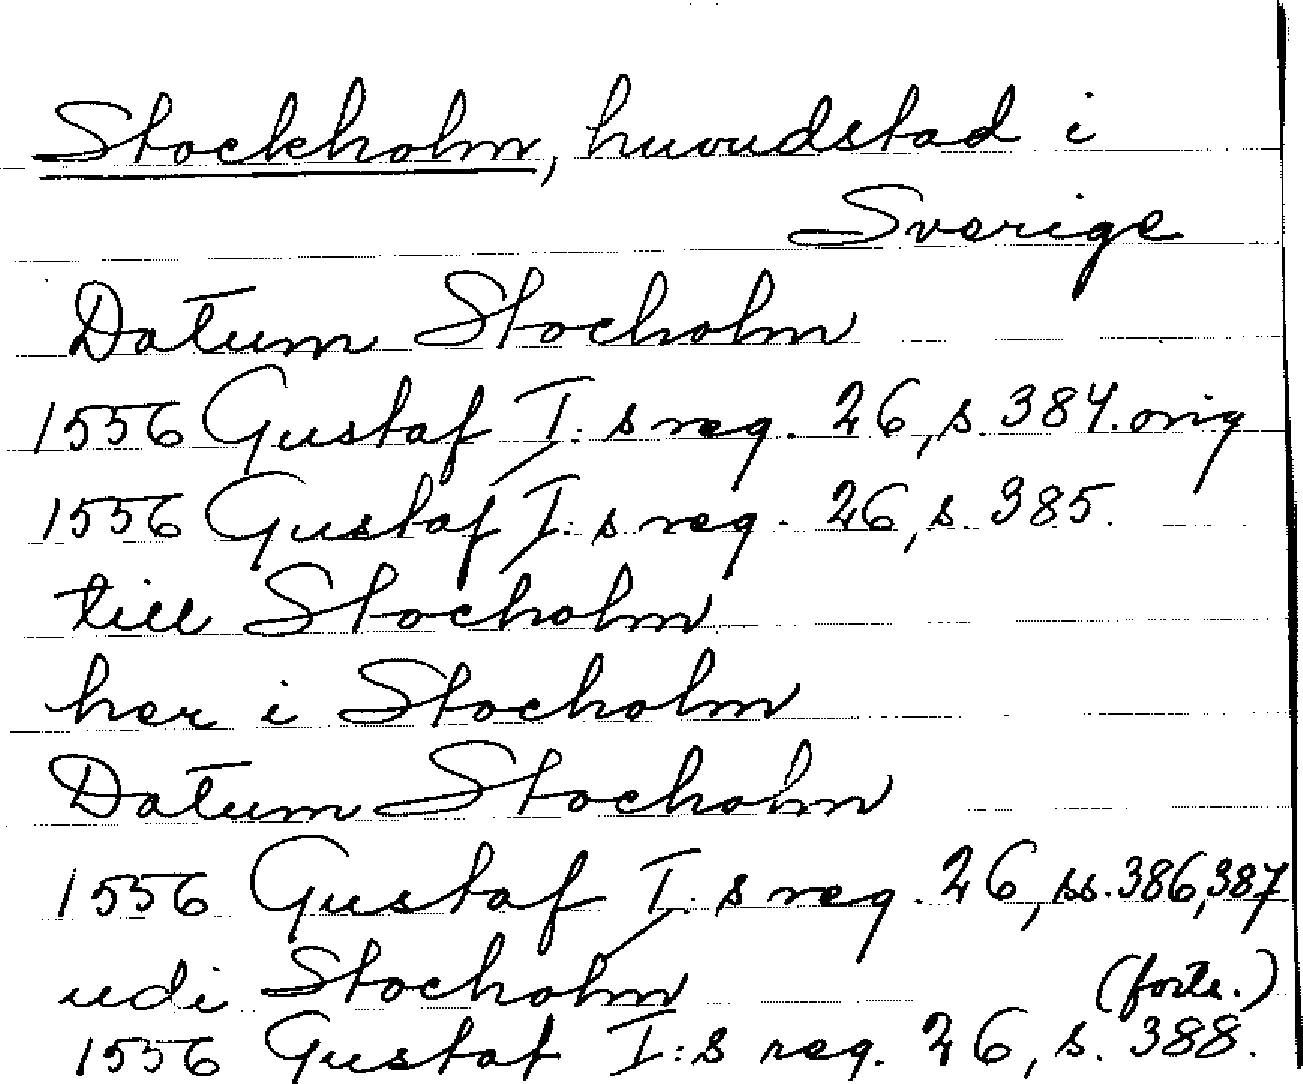 Stockholm, huvudstad i
Sverige
Datum Stocholm
1556 Gustaf I:s reg. 26, s. 384. orig
1556 Gustaf I:s reg. 26, s. 385.
till Stocholm
her i Stocholm
Datum Stocholm
1556 Gustaf I:s reg. 26, ss. 386, 387
udi Stocholm (forts.)
1556 Gustaf I:s reg. 26, s. 388.